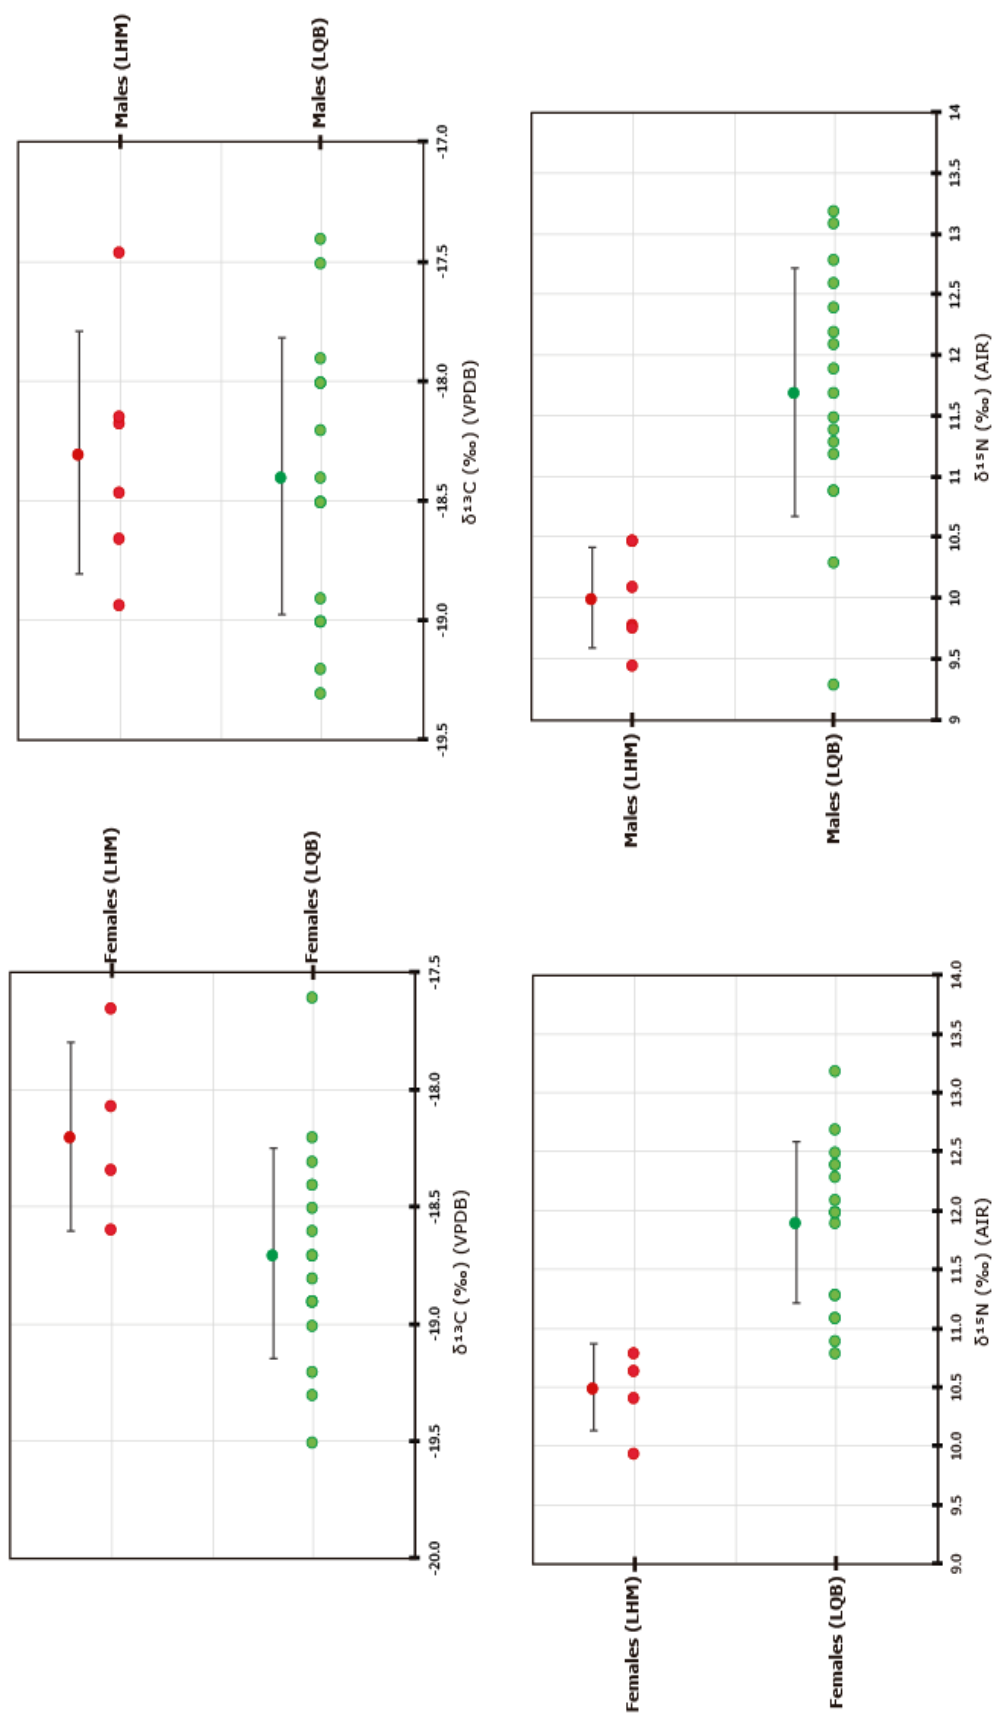 Females (LHM)
Females (LQB)
-20.0 -19.5 -19.0 -18.5 -18.0 -17.5
δ¹³C (‰) (VPDB)
Males (LHM)
Males (LQB)
-19.5 -19.0 -18.5 -18.0 -17.5 -17.0
δ¹³C (‰) (VPDB)
Females (LHM)
Females (LQB)
9.0 9.5 10.0 10.5 11.0 11.5 12.0 12.5 13.0 13.5 14.0
δ¹⁵N (‰) (AIR)
Males (LHM)
Males (LQB)
9 9.5 10 10.5 11 11.5 12 12.5 13 13.5 14
δ¹⁵N (‰) (AIR)